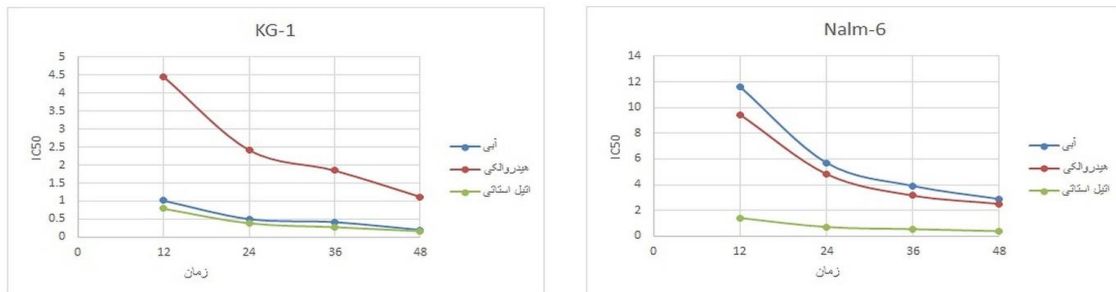 KG-1
5
4.5
4
3.5
3
2.5
2
1.5
1
0.5
0
IC50
0 12 24 36 48
زمان
آبی
هیدروالکی
اتیل استاتی
Nalm-6
14
12
10
8
6
4
2
0
IC50
0 12 24 36 48
زمان
آبی
هیدروالکی
اتیل استاتی